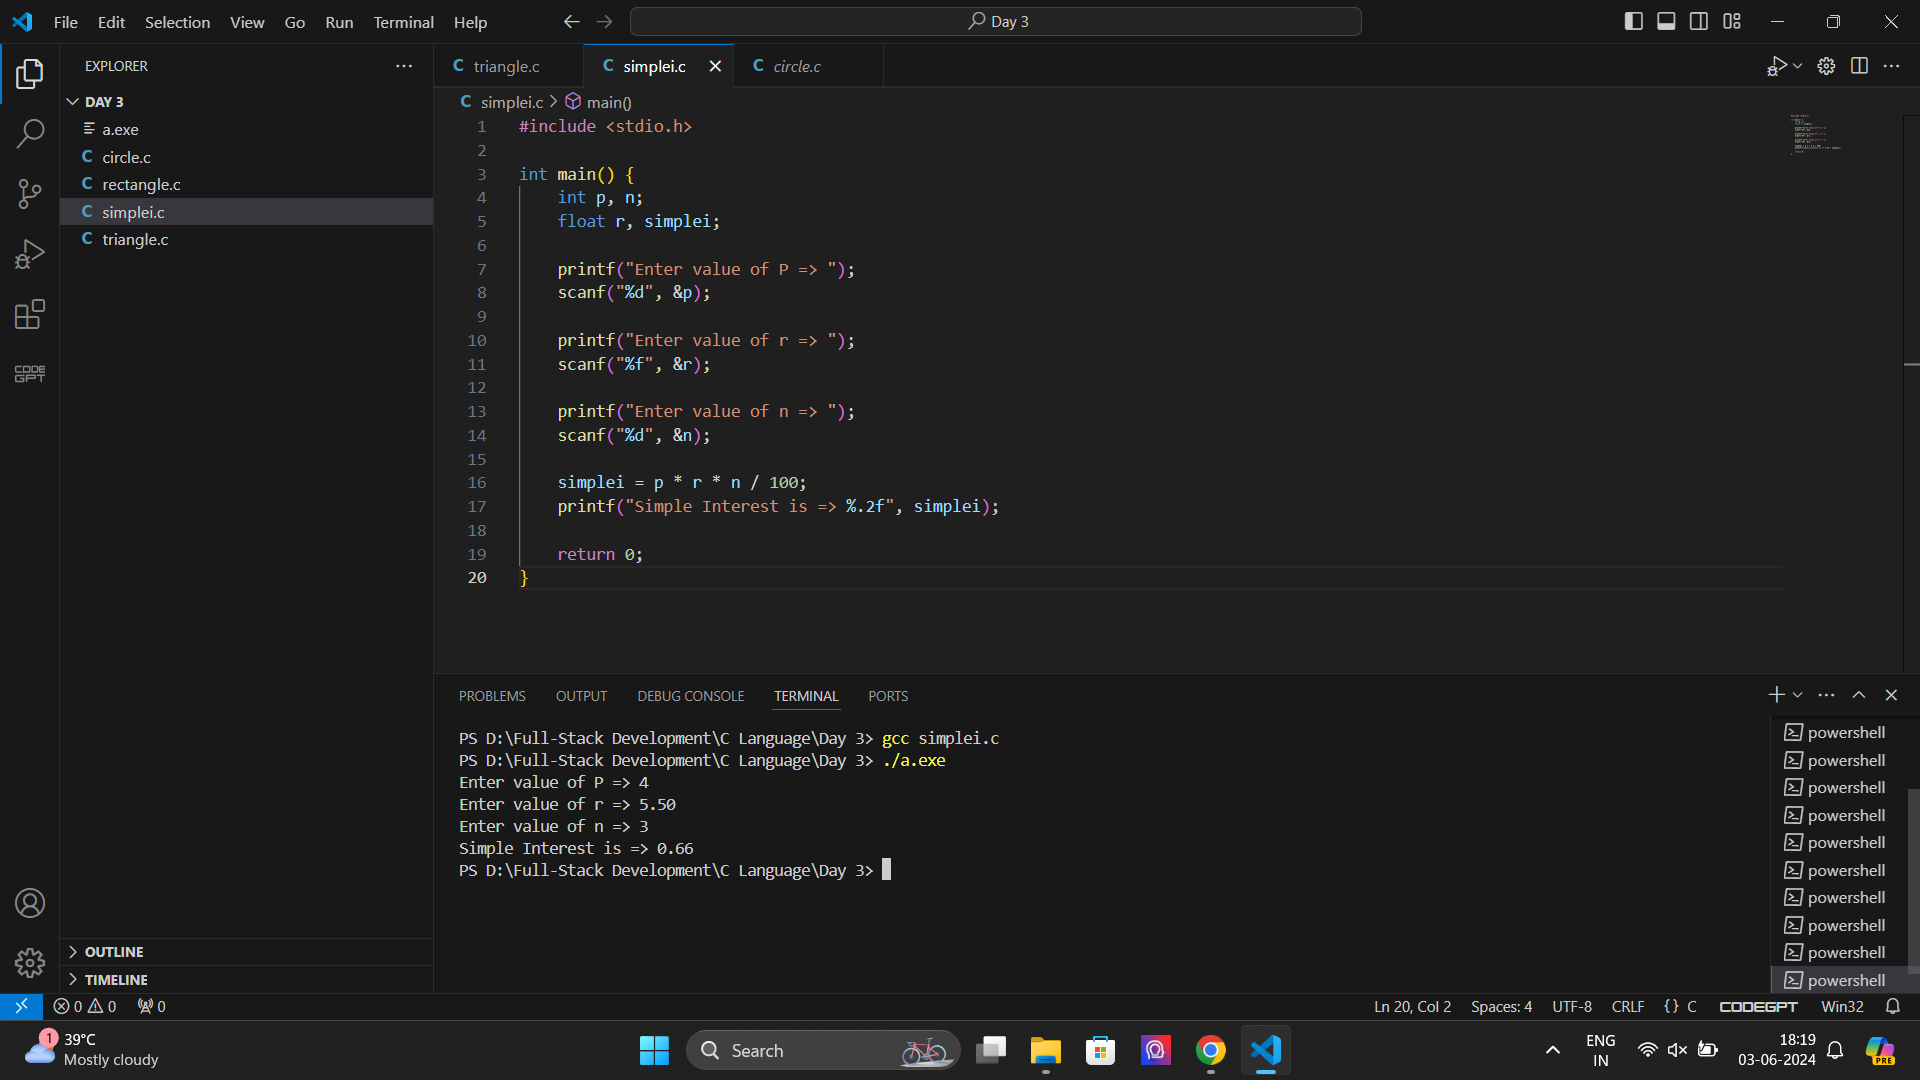 File Edit Selection View Go Run Terminal Help
Day 3
EXPLORER
DAY 3
a.exe
C circle.c
C rectangle.c
C simplei.c
C triangle.c
CODE
GPT
OUTLINE
TIMELINE
C triangle.c C simplei.c C circle.c
C simplei.c > main()
1 #include <stdio.h>
2
3 int main() {
4     int p, n;
5     float r, simplei;
6
7     printf("Enter value of P => ");
8     scanf("%d", &p);
9
10     printf("Enter value of r => ");
11     scanf("%f", &r);
12
13     printf("Enter value of n => ");
14     scanf("%d", &n);
15
16     simplei = p * r * n / 100;
17     printf("Simple Interest is => %.2f", simplei);
18
19     return 0;
20 }
PROBLEMS OUTPUT DEBUG CONSOLE TERMINAL PORTS
PS D:\Full-Stack Development\C Language\Day 3> gcc simplei.c
PS D:\Full-Stack Development\C Language\Day 3> ./a.exe
Enter value of P => 4
Enter value of r => 5.50
Enter value of n => 3
Simple Interest is => 0.66
PS D:\Full-Stack Development\C Language\Day 3>
powershell
powershell
powershell
powershell
powershell
powershell
powershell
powershell
powershell
powershell
0 0 0 Ln 20, Col 2 Spaces: 4 UTF-8 CRLF {} C CODEGPT Win32
1
39°C
Mostly cloudy
Search
ENG
IN
18:19
03-06-2024
PRE